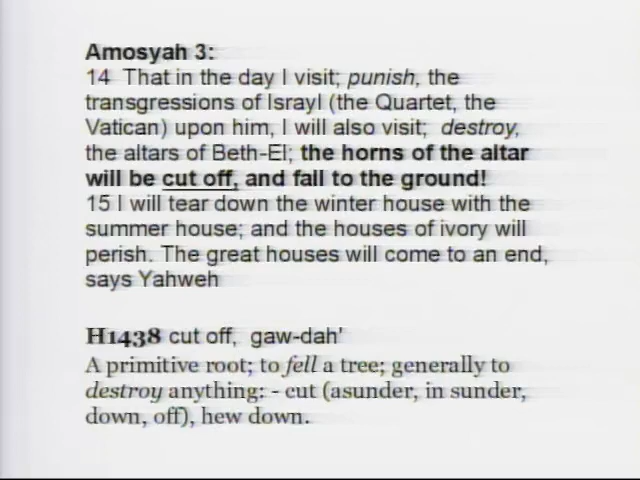 Amosyah 3:
14 That in the day I visit; punish, the
transgressions of Israyl (the Quartet, the
Vatican) upon him, I will also visit; destroy,
the altars of Beth-El; the horns of the altar
will be cut off, and fall to the ground!
15 I will tear down the winter house with the
summer house; and the houses of ivory will
perish. The great houses will come to an end,
says Yahweh
H1438 cut off, gaw-dah'
A primitive root; to fell a tree; generally to
destroy anything: - cut (asunder, in sunder,
down, off), hew down.